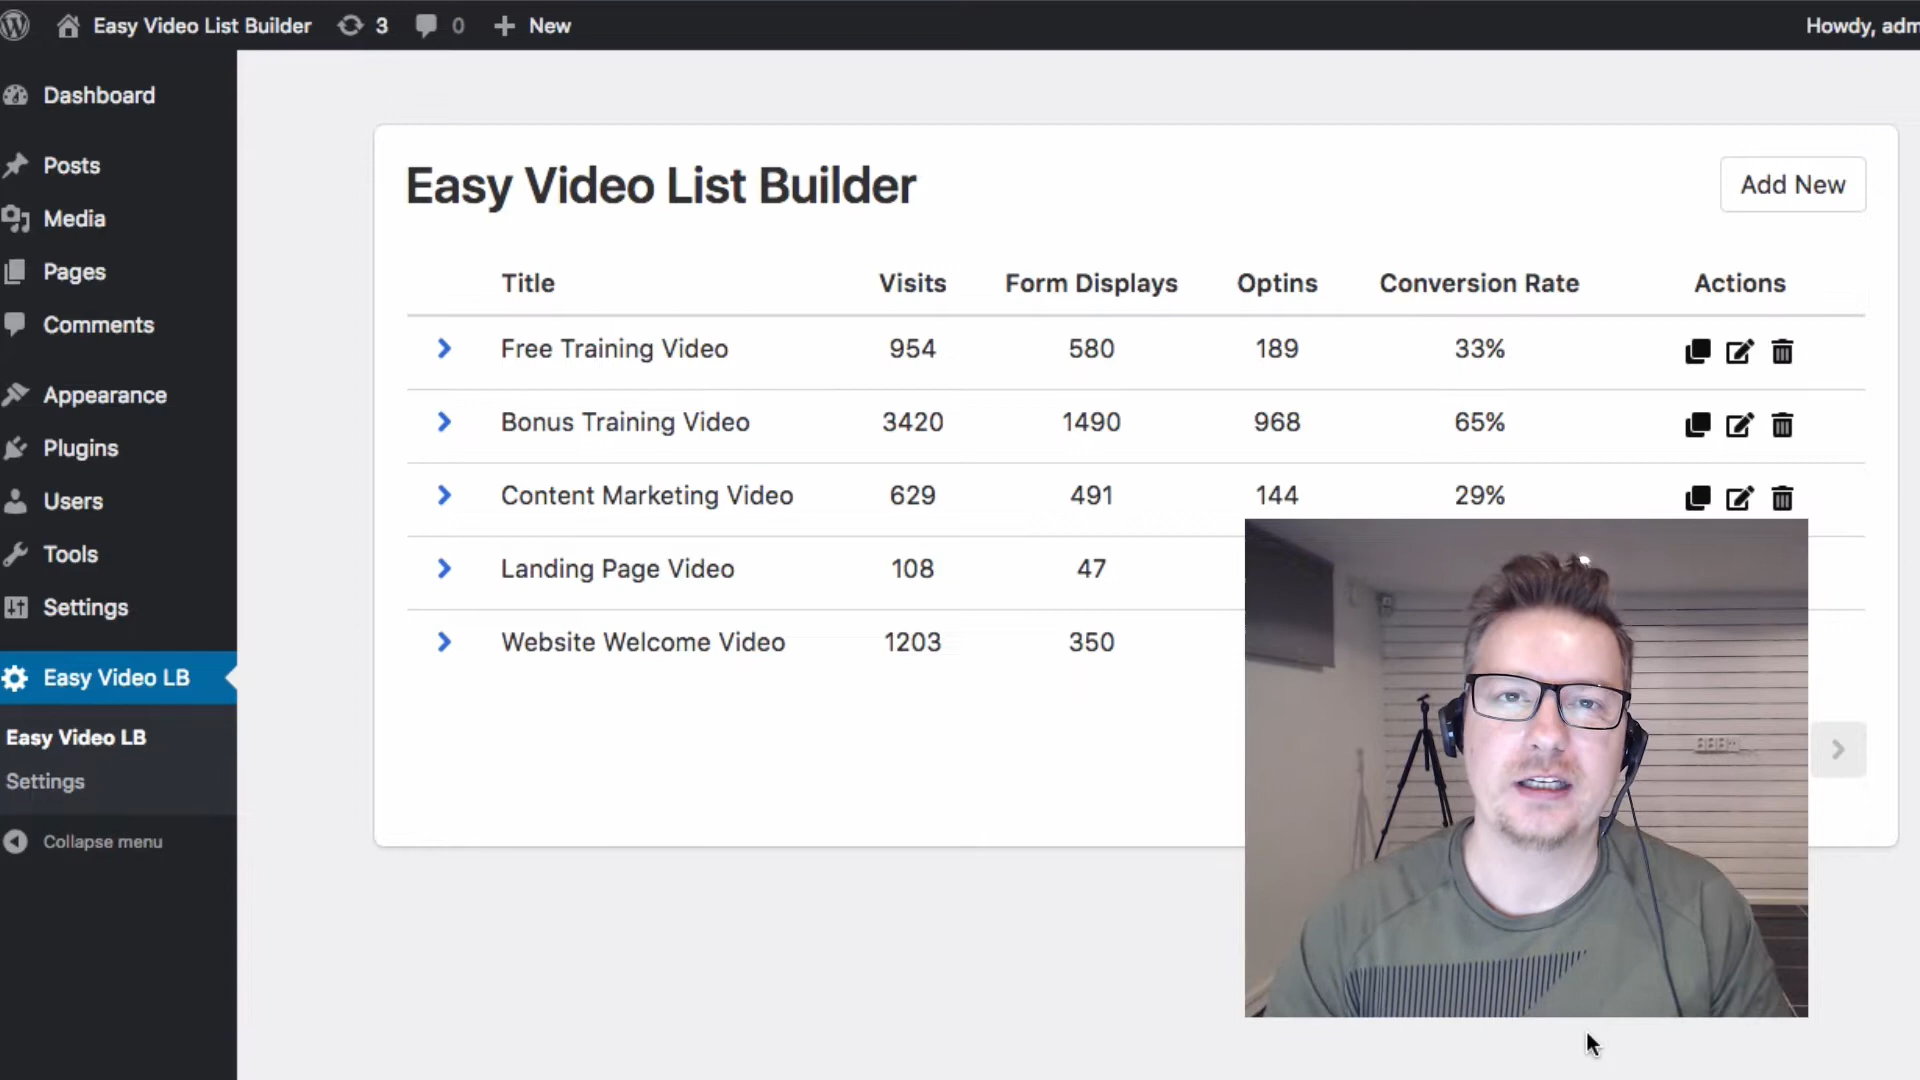 Easy Video List Builder 3 0 New Howdy, adm
Dashboard
Posts
Media
Pages
Comments
Appearance
Plugins
Users
Tools
Settings
Easy Video LB
Easy Video LB
Settings
Collapse menu
Easy Video List Builder Add New
Title Visits Form Displays Optins Conversion Rate Actions
Free Training Video 954 580 189 33%
Bonus Training Video 3420 1490 968 65%
Content Marketing Video 629 491 144 29%
Landing Page Video 108 47
Website Welcome Video 1203 350